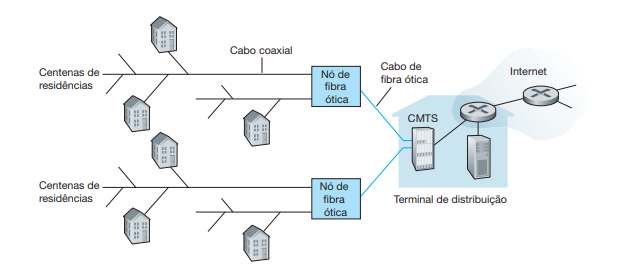 Cabo coaxial
Centenas de
residências
Nó de
fibra
ótica
Cabo de
fibra ótica
Internet
CMTS
Centenas de
residências
Nó de
fibra
ótica
Terminal de distribuição